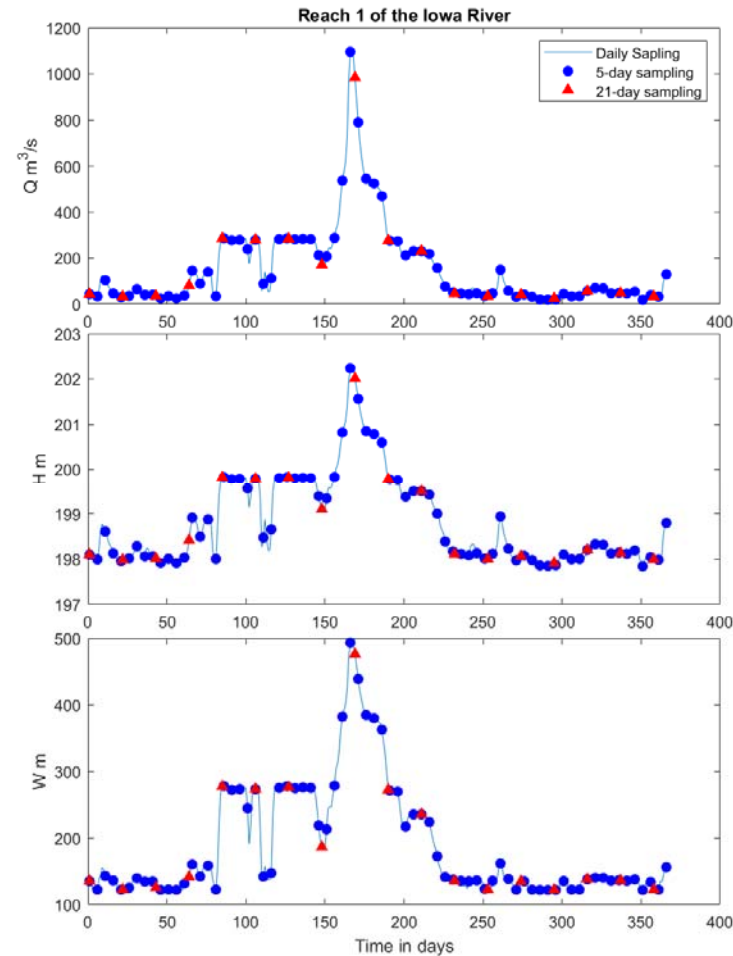 Reach 1 of the Iowa River
1200
1000
800
600
400
200
0
Q m³/s
Daily Sapling
5-day sampling
21-day sampling
0 50 100 150 200 250 300 350 400
203
202
201
200
199
198
197
H m
0 50 100 150 200 250 300 350 400
500
400
300
200
100
W m
0 50 100 150 200 250 300 350 400
Time in days